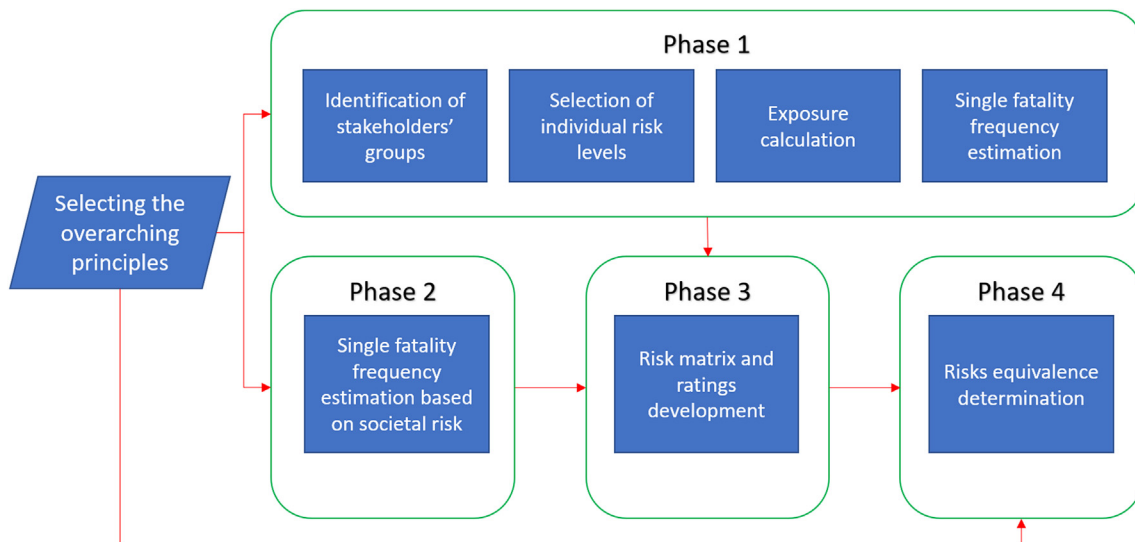 Phase 1
Identification of
stakeholders'
groups
Selection of
individual risk
levels
Exposure
calculation
Single fatality
frequency
estimation
Selecting the
overarching
principles
Phase 2
Single fatality
frequency
estimation based
on societal risk
Phase 3
Risk matrix and
ratings
development
Phase 4
Risks equivalence
determination